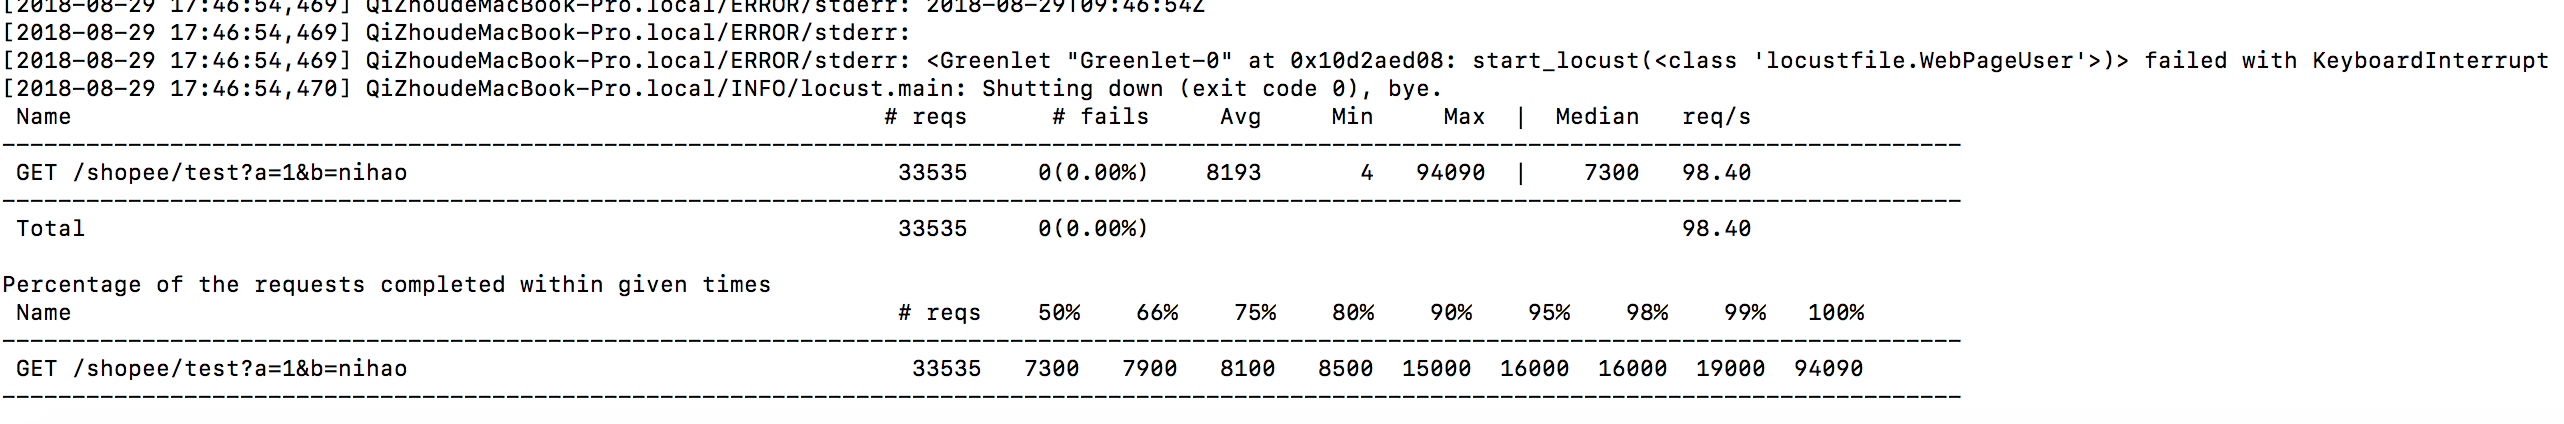 [2018-08-29 17:46:54,469] QiZhoudeMacBook-Pro.local/ERROR/stderr: 2018-08-29T09:46:54Z
[2018-08-29 17:46:54,469] QiZhoudeMacBook-Pro.local/ERROR/stderr:
[2018-08-29 17:46:54,469] QiZhoudeMacBook-Pro.local/ERROR/stderr: <Greenlet "Greenlet-0" at 0x10d2aed08: start_locust(<class 'locustfile.WebPageUser'>)> failed with KeyboardInterrupt
[2018-08-29 17:46:54,470] QiZhoudeMacBook-Pro.local/INFO/locust.main: Shutting down (exit code 0), bye.
Name # reqs # fails Avg Min Max | Median req/s
--------------------------------------------------------------------------------------------------------------------------------------------
GET /shopee/test?a=1&b=nihao 33535 0(0.00%) 8193 4 94090 | 7300 98.40
--------------------------------------------------------------------------------------------------------------------------------------------
Total 33535 0(0.00%) 98.40
Percentage of the requests completed within given times
Name # reqs 50% 66% 75% 80% 90% 95% 98% 99% 100%
--------------------------------------------------------------------------------------------------------------------------------------------
GET /shopee/test?a=1&b=nihao 33535 7300 7900 8100 8500 15000 16000 16000 19000 94090
--------------------------------------------------------------------------------------------------------------------------------------------